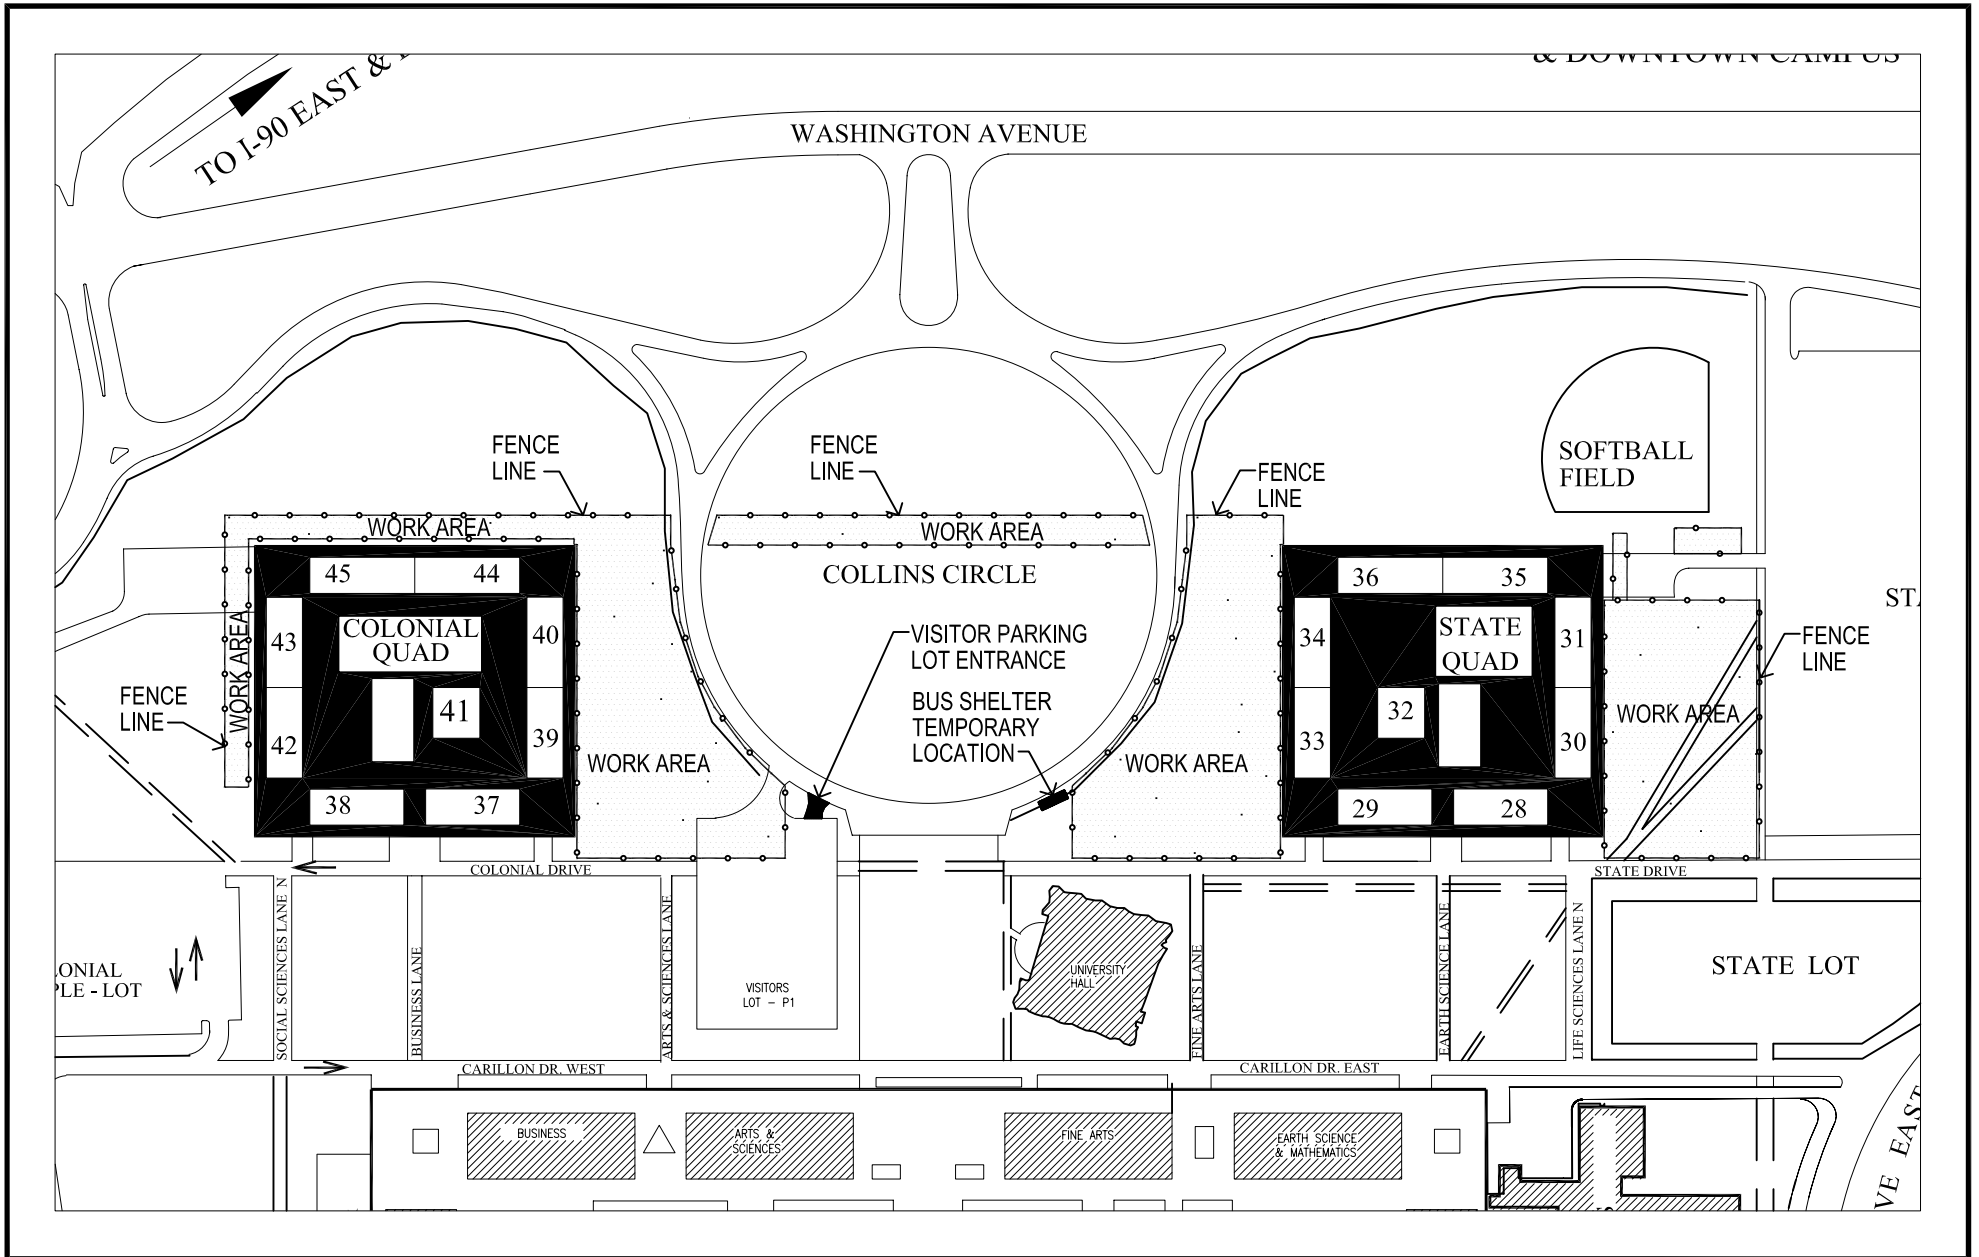 & DOWNTOWN CAMPUS
TO I-90 EAST &
WASHINGTON AVENUE
FENCE
LINE
FENCE
LINE
FENCE
LINE
SOFTBALL
FIELD
WORK AREA
WORK AREA
COLLINS CIRCLE
45
44
36
35
43
COLONIAL
QUAD
40
34
STATE
QUAD
31
WORK AREA
VISITOR PARKING
LOT ENTRANCE
FENCE
LINE
FENCE
LINE
42
41
39
BUS SHELTER
TEMPORARY
LOCATION
33
32
30
WORK AREA
WORK AREA
WORK AREA
38
37
29
28
COLONIAL DRIVE
STATE DRIVE
SOCIAL SCIENCES LANE N
BUSINESS LANE
ARTS & SCIENCES LANE
VISITORS
LOT - P1
UNIVERSITY
HALL
FINE ARTS LANE
EARTH SCIENCE LANE
LIFE SCIENCES LANE N
STATE LOT
ONIAL
PLE - LOT
CARILLON DR. WEST
CARILLON DR. EAST
BUSINESS
ARTS &
SCIENCES
FINE ARTS
EARTH SCIENCE
& MATHEMATICS
VE EAST